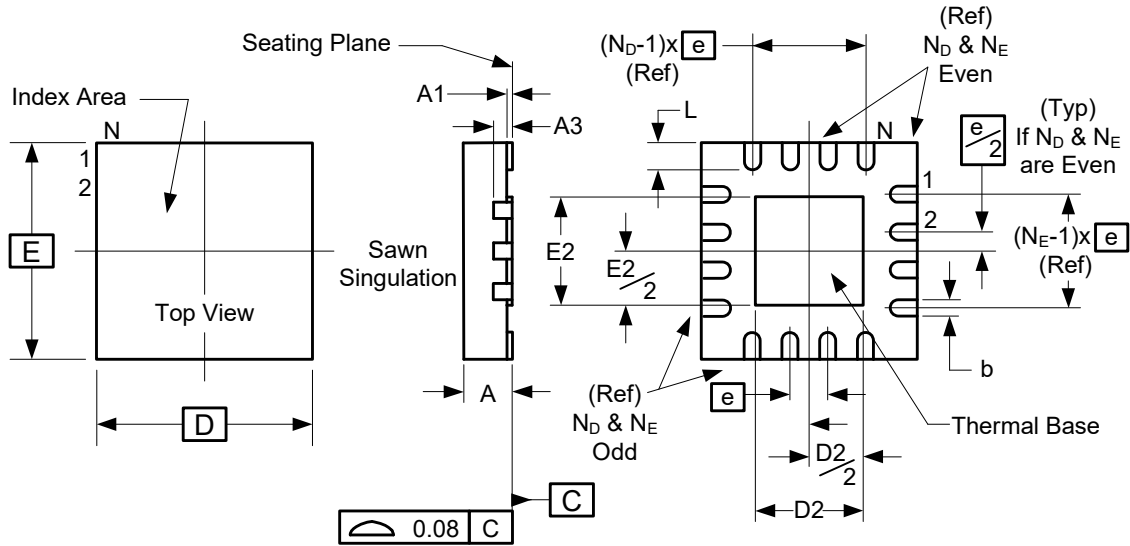 Seating Plane
Index Area
N
1
2
E
Top View
D
A1
A3
Sawn
Singulation
A
0.08 C
C
(N_D-1)x e
(Ref)
L
E2
E2/2
(Ref)
N_D & N_E
Even
N
e/2
(Typ)
If N_D & N_E
are Even
1
2
(N_E-1)x e
(Ref)
b
(Ref)
N_D & N_E
Odd
e
Thermal Base
D2/2
D2